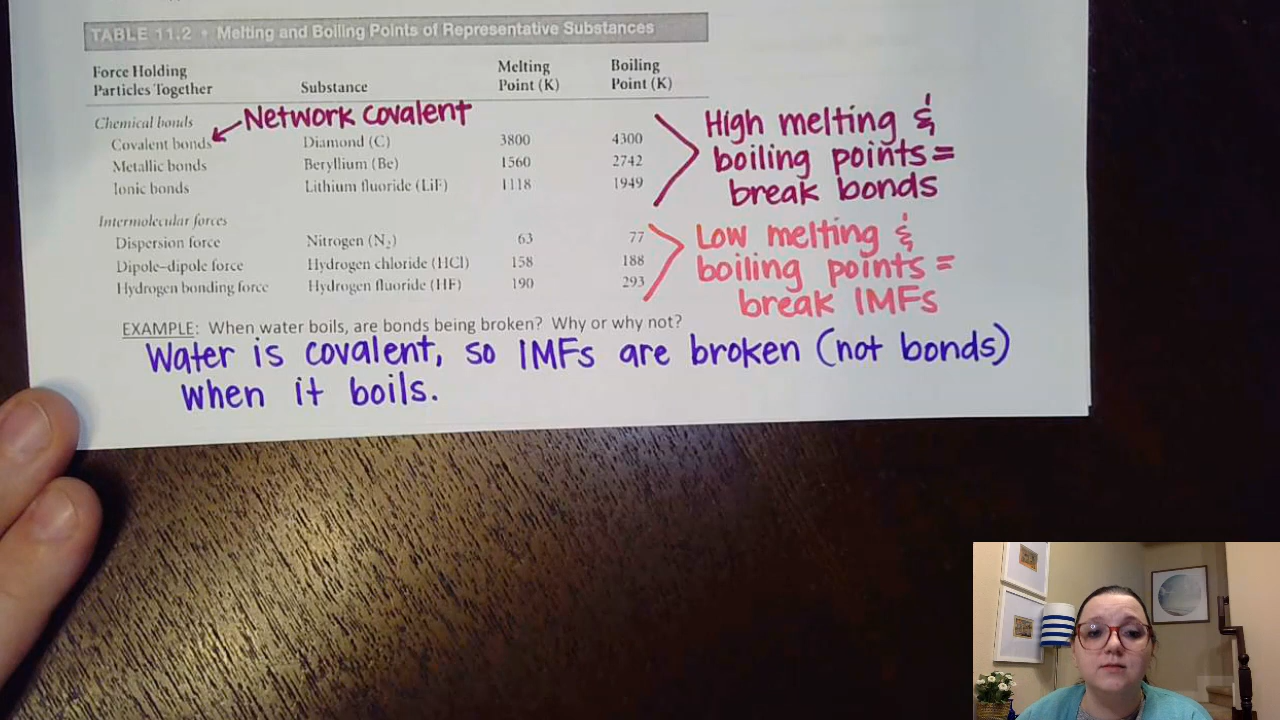 TABLE 11.2 • Melting and Boiling Points of Representative Substances
Force Holding Melting Boiling
Particles Together Substance Point (K) Point (K)
Chemical bonds Network Covalent
Covalent bonds Diamond (C) 3800 4300
Metallic bonds Beryllium (Be) 1560 2742
Ionic bonds Lithium fluoride (LiF) 1118 1949
High melting &
boiling points =
break bonds
Intermolecular forces
Dispersion force Nitrogen (N₂) 63 77
Dipole–dipole force Hydrogen chloride (HCl) 158 188
Hydrogen bonding force Hydrogen fluoride (HF) 190 293
Low melting &
boiling points =
break IMFs
EXAMPLE: When water boils, are bonds being broken? Why or why not?
Water is covalent, so IMFs are broken (not bonds)
when it boils.